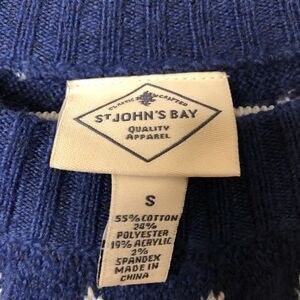 CLASSIC CRAFTED
ST JOHN'S BAY
QUALITY
APPAREL
S
55% COTTON
24%
POLYESTER
19% ACRYLIC
2%
SPANDEX
MADE IN
CHINA